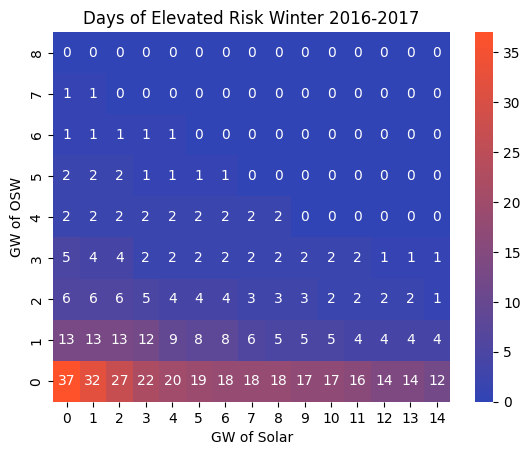 Days of Elevated Risk Winter 2016-2017
GW of OSW
8 0 0 0 0 0 0 0 0 0 0 0 0 0 0 0
7 1 1 0 0 0 0 0 0 0 0 0 0 0 0 0
6 1 1 1 1 1 0 0 0 0 0 0 0 0 0 0
5 2 2 2 1 1 1 1 0 0 0 0 0 0 0 0
4 2 2 2 2 2 2 2 2 2 0 0 0 0 0 0
3 5 4 4 2 2 2 2 2 2 2 2 2 1 1 1
2 6 6 6 5 4 4 4 3 3 3 2 2 2 2 1
1 13 13 13 12 9 8 8 6 5 5 5 4 4 4 4
0 37 32 27 22 20 19 18 18 18 17 17 16 14 14 12
0 1 2 3 4 5 6 7 8 9 10 11 12 13 14
GW of Solar
35
30
25
20
15
10
5
0